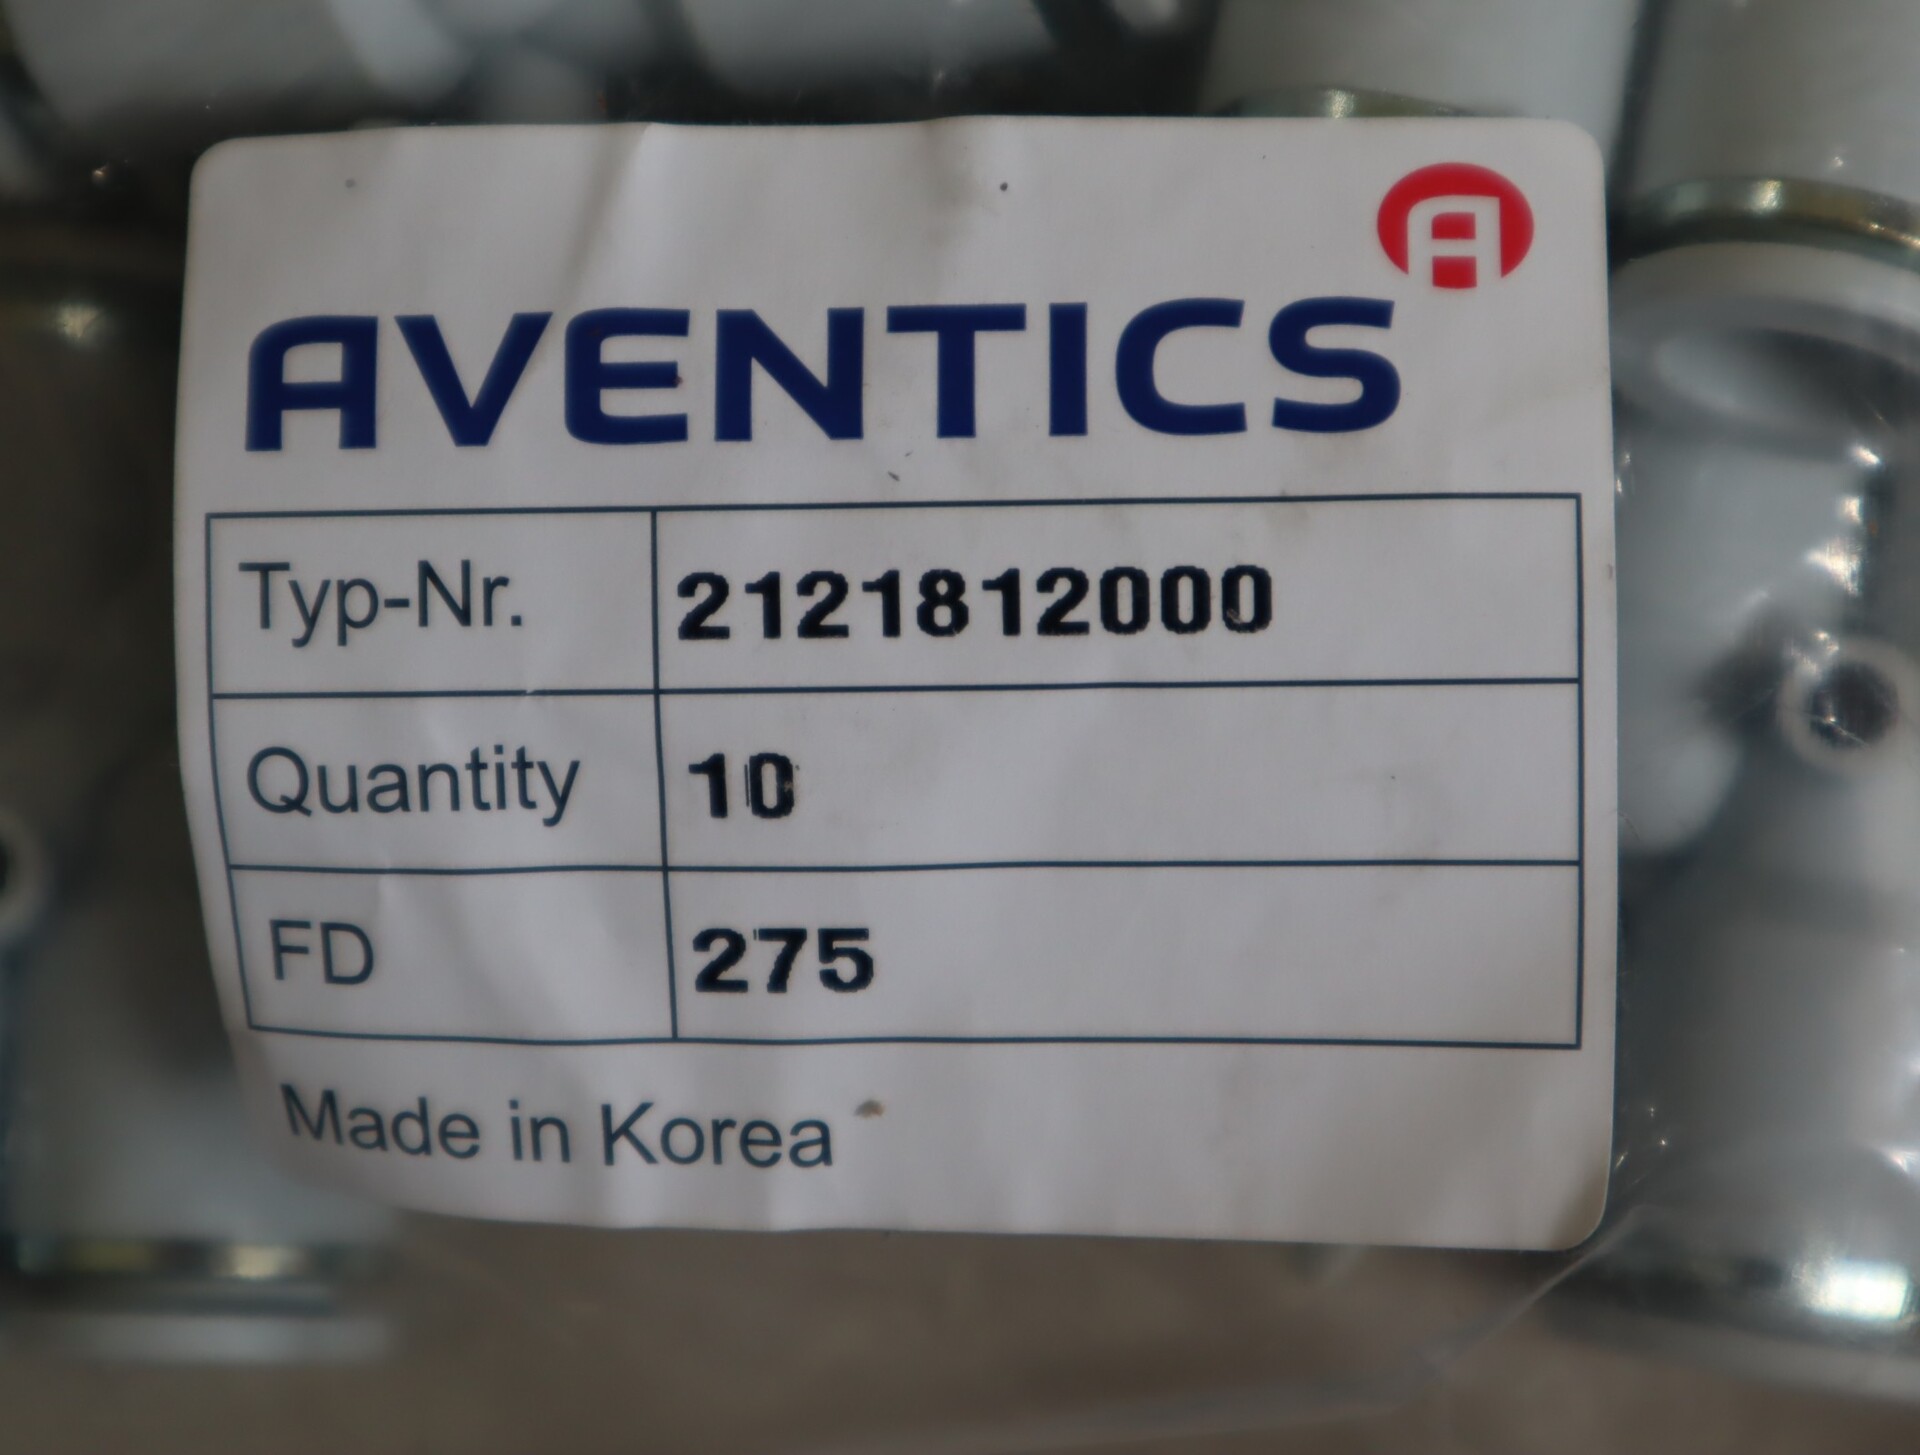 AVENTICS
Typ-Nr. 2121812000
Quantity 10
FD 275
Made in Korea